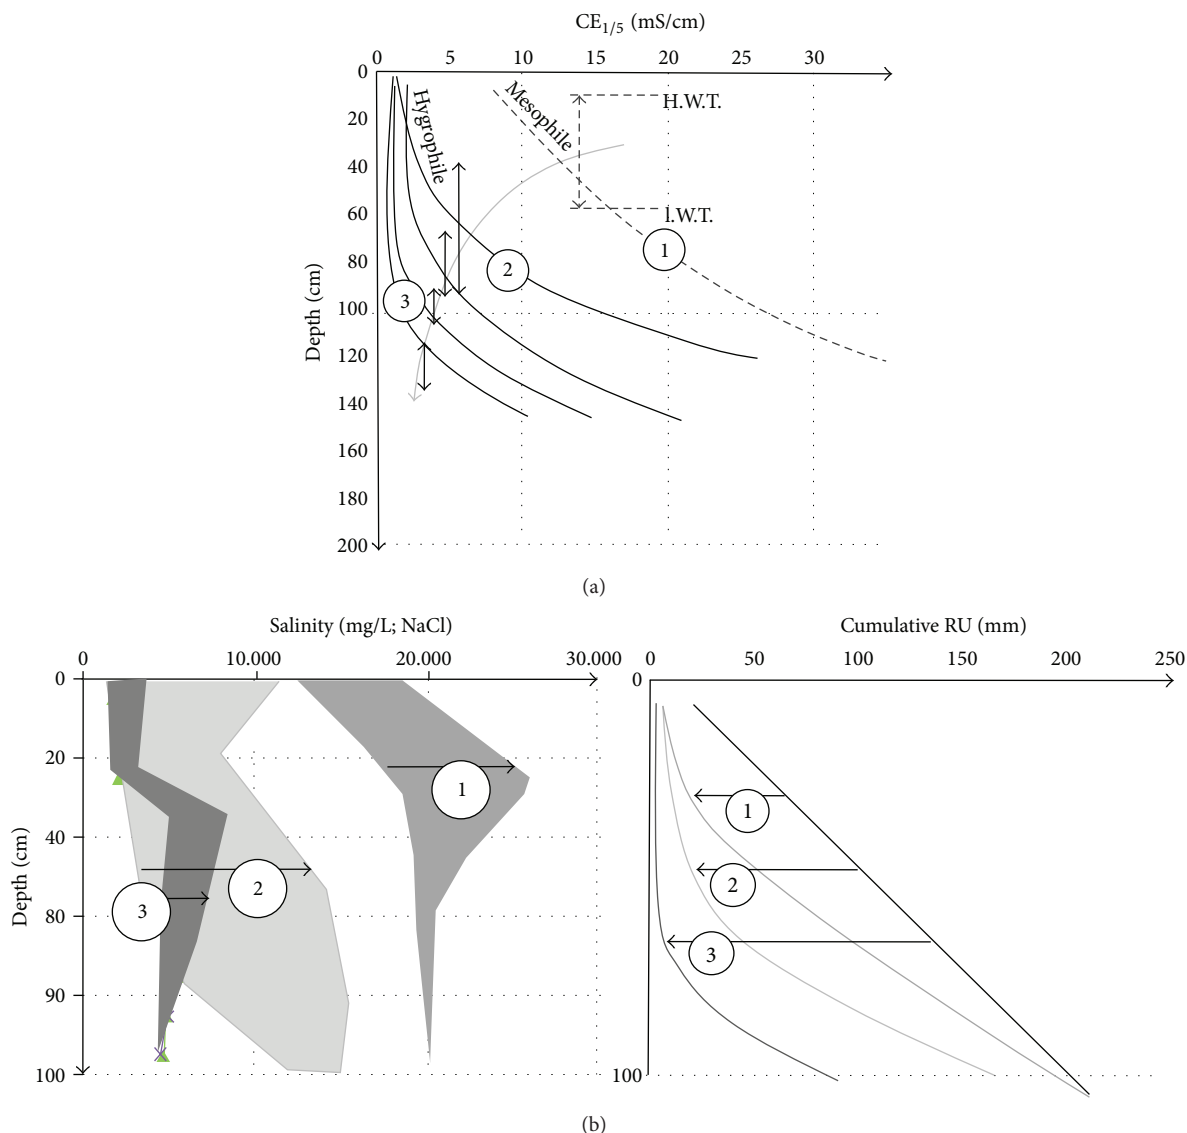 CE1/5 (mS/cm)
0 5 10 15 20 25 30
Depth (cm)
0
20
40
60
80
100
120
140
160
180
200
Hygrophile
Mesophile
H.W.T.
l.W.T.
1
2
3
(a)
Salinity (mg/L; NaCl)
0 10.000 20.000 30.000
Depth (cm)
0
20
40
80
90
100
1
2
3
Cumulative RU (mm)
0 50 100 150 200 250
0
100
1
2
3
(b)